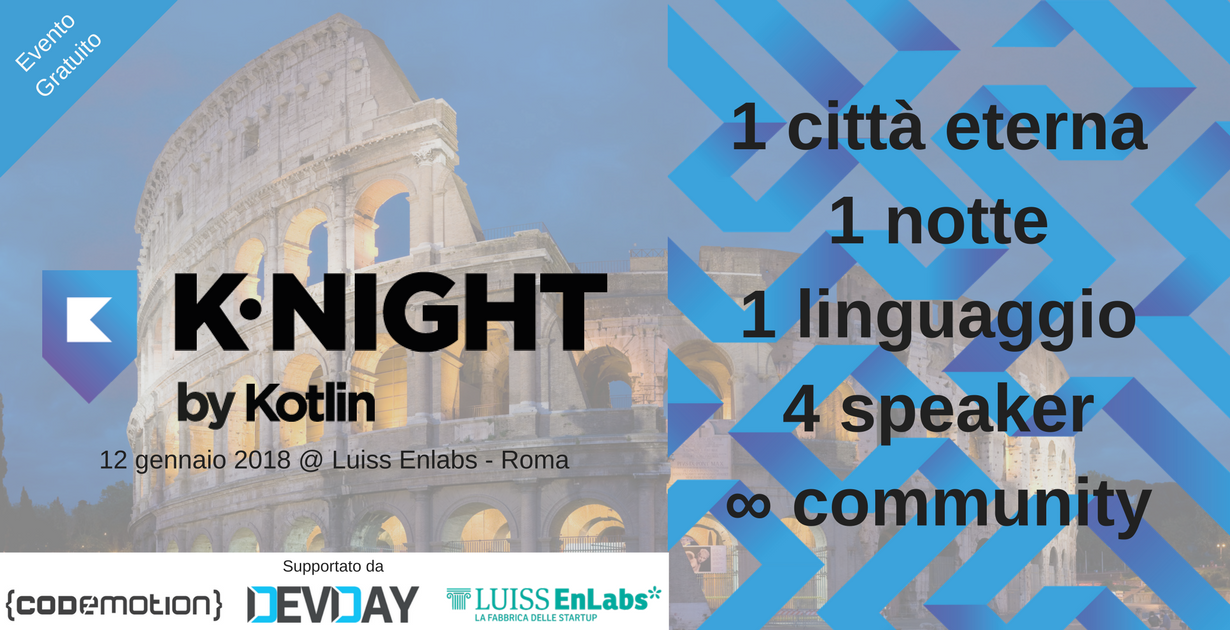 Evento
Gratuito
K·NIGHT
by Kotlin
12 gennaio 2018 @ Luiss Enlabs - Roma
Supportato da
{CODEMOTION}
DEVDAY
LUISS EnLabs*
LA FABBRICA DELLE STARTUP
1 città eterna
1 notte
1 linguaggio
4 speaker
∞ community